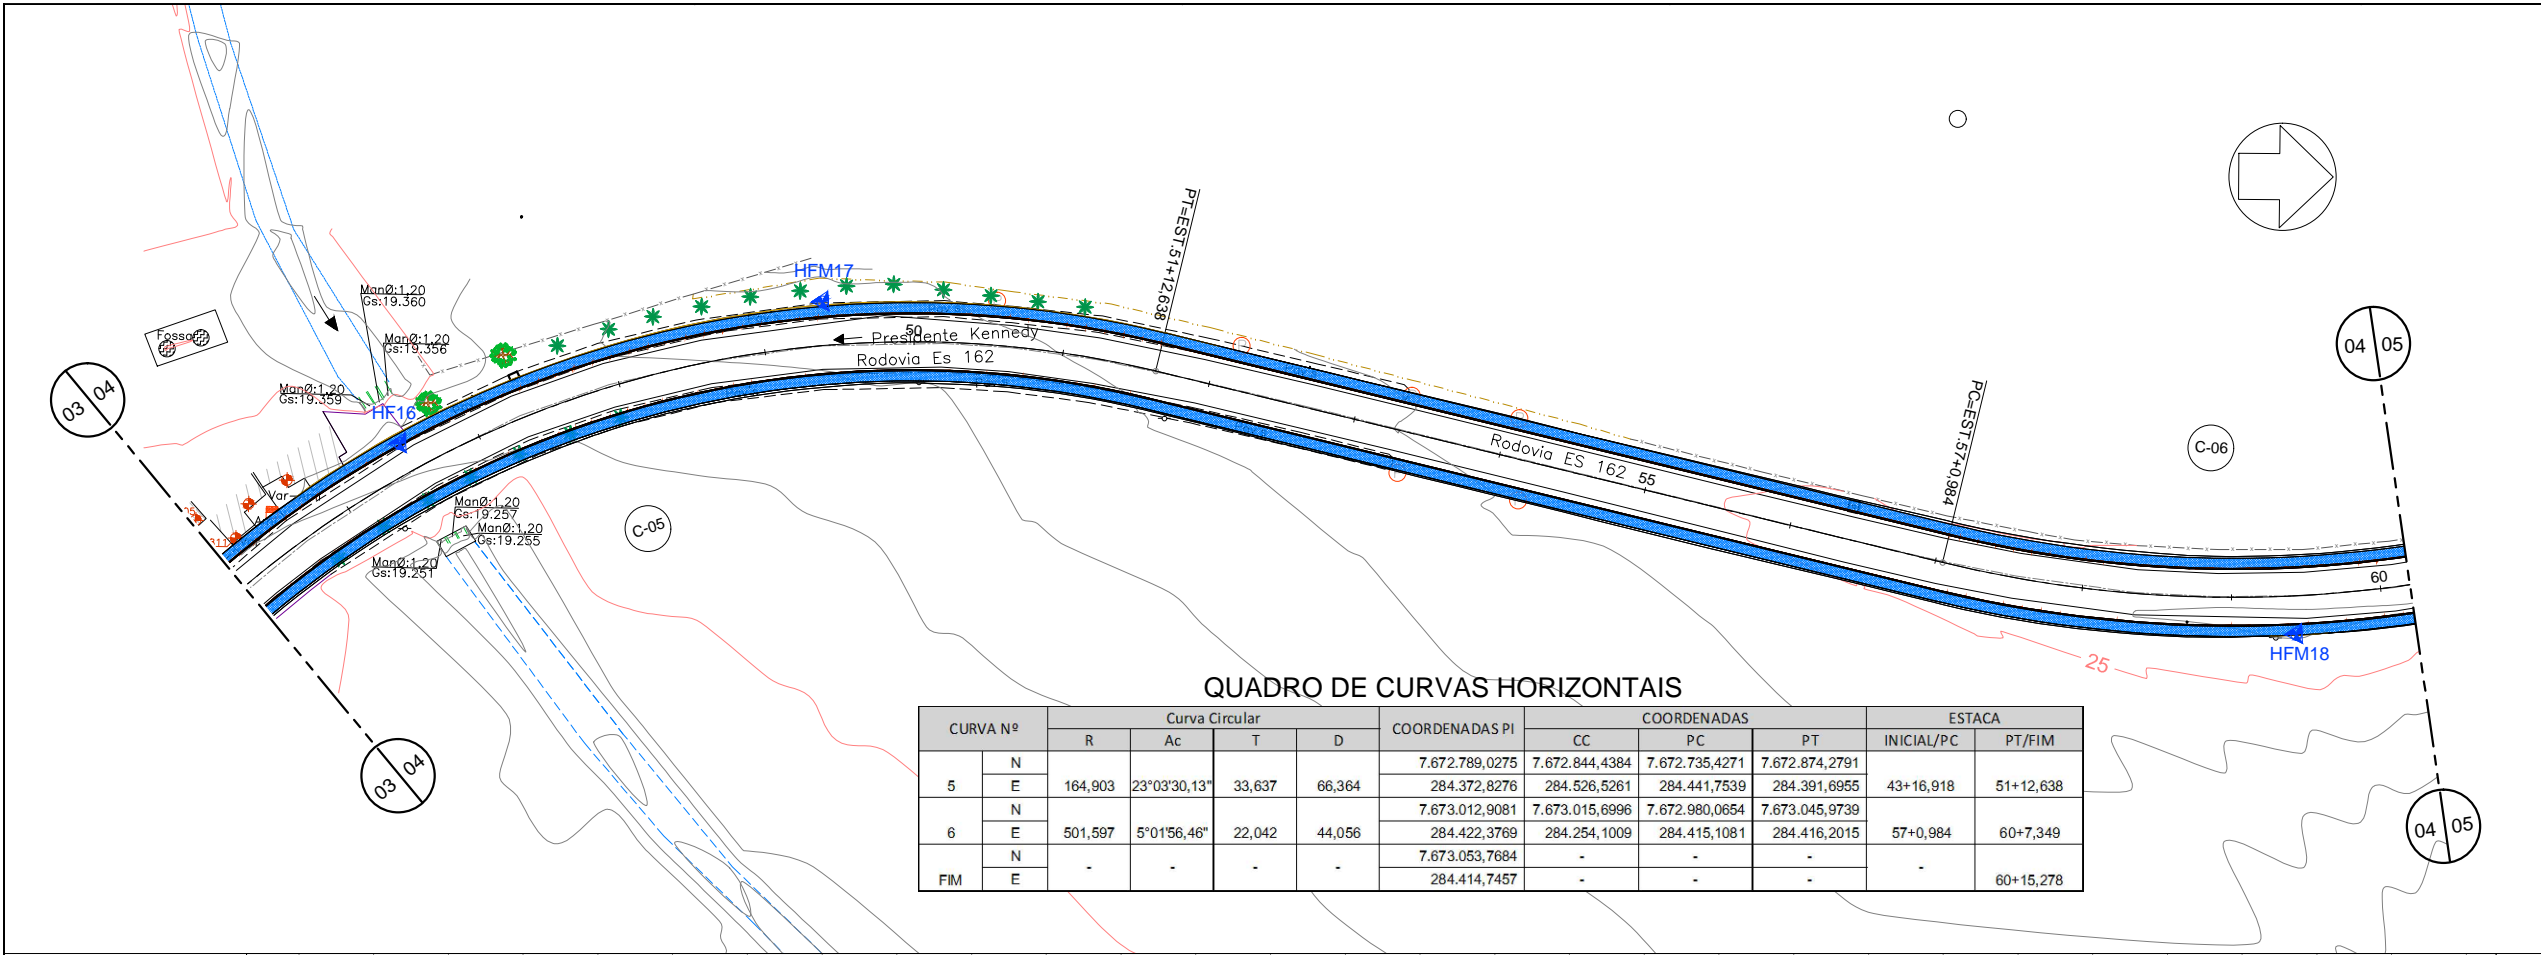 ManØ:1,20
Gs:19.360
ManØ:1,20
Gs:19.356
ManØ:1,20
Gs:19.359
Fossa
HF16
HFM17
03 04
Var
311
50
Presidente Kennedy
Rodovia Es 162
PT=EST.51+12,638
ManØ:1,20
Gs:19.257
ManØ:1,20
Gs:19.255
ManØ:1,20
Gs:19.251
C-05
Rodovia ES 162
55
PC=EST.57+0,984
C-06
04 05
60
HFM18
25
03 04
04 05
QUADRO DE CURVAS HORIZONTAIS
CURVA Nº Curva Circular COORDENADAS PI COORDENADAS ESTACA
R Ac T D CC PC PT INICIAL/PC PT/FIM
N 7.672.789,0275 7.672.844,4384 7.672.735,4271 7.672.874,2791
5 E 164,903 23°03'30,13" 33,637 66,364 284.372,8276 284.526,5261 284.441,7539 284.391,6955 43+16,918 51+12,638
N 7.673.012,9081 7.673.015,6996 7.672.980,0654 7.673.045,9739
6 E 501,597 5°01'56,46" 22,042 44,056 284.422,3769 284.254,1009 284.415,1081 284.416,2015 57+0,984 60+7,349
N - - - - 7.673.053,7684 - - - -
FIM E 284.414,7457 - - - 60+15,278